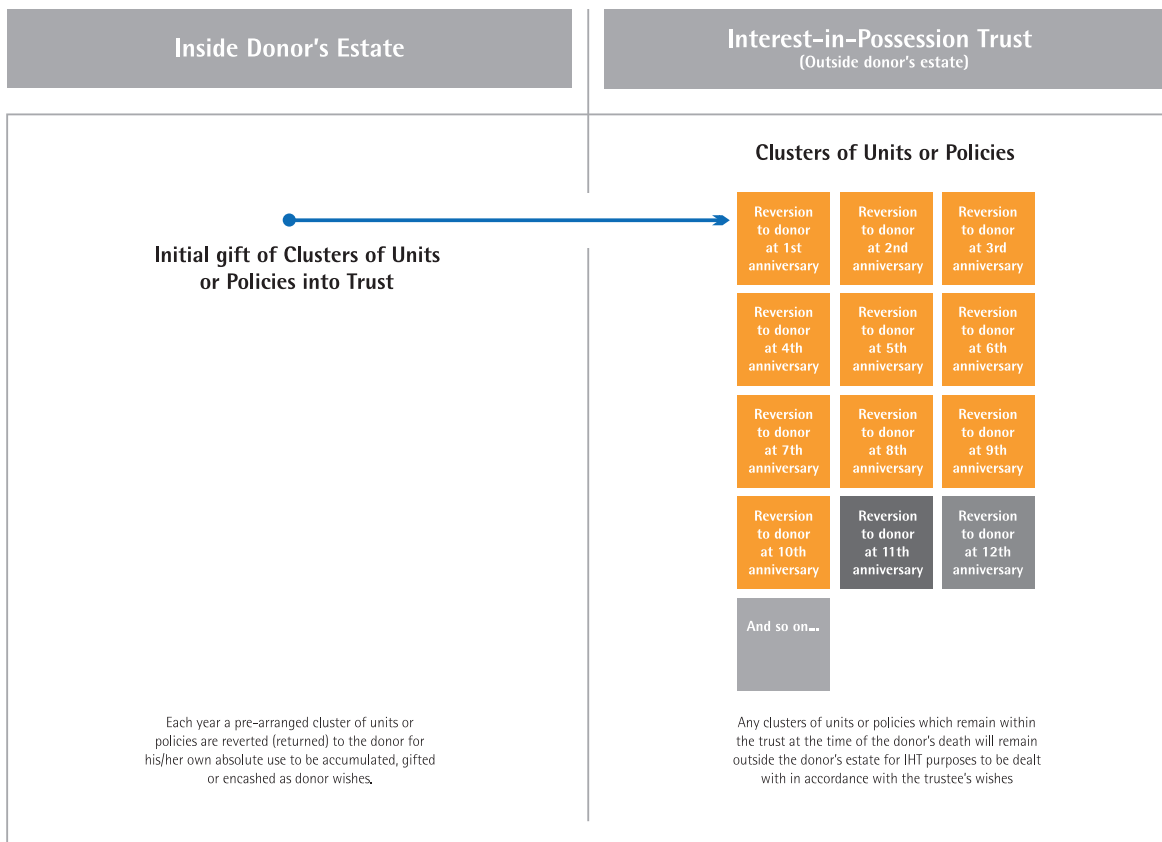 Inside Donor's Estate
Interest-in-Possession Trust
(Outside donor's estate)
Initial gift of Clusters of Units
or Policies into Trust
Each year a pre-arranged cluster of units or
policies are reverted (returned) to the donor for
his/her own absolute use to be accumulated, gifted
or encashed as donor wishes.
Clusters of Units or Policies
Reversion
to donor
at 1st
anniversary
Reversion
to donor
at 2nd
anniversary
Reversion
to donor
at 3rd
anniversary
Reversion
to donor
at 4th
anniversary
Reversion
to donor
at 5th
anniversary
Reversion
to donor
at 6th
anniversary
Reversion
to donor
at 7th
anniversary
Reversion
to donor
at 8th
anniversary
Reversion
to donor
at 9th
anniversary
Reversion
to donor
at 10th
anniversary
Reversion
to donor
at 11th
anniversary
Reversion
to donor
at 12th
anniversary
And so on...
Any clusters of units or policies which remain within
the trust at the time of the donor's death will remain
outside the donor's estate for IHT purposes to be dealt
with in accordance with the trustee's wishes